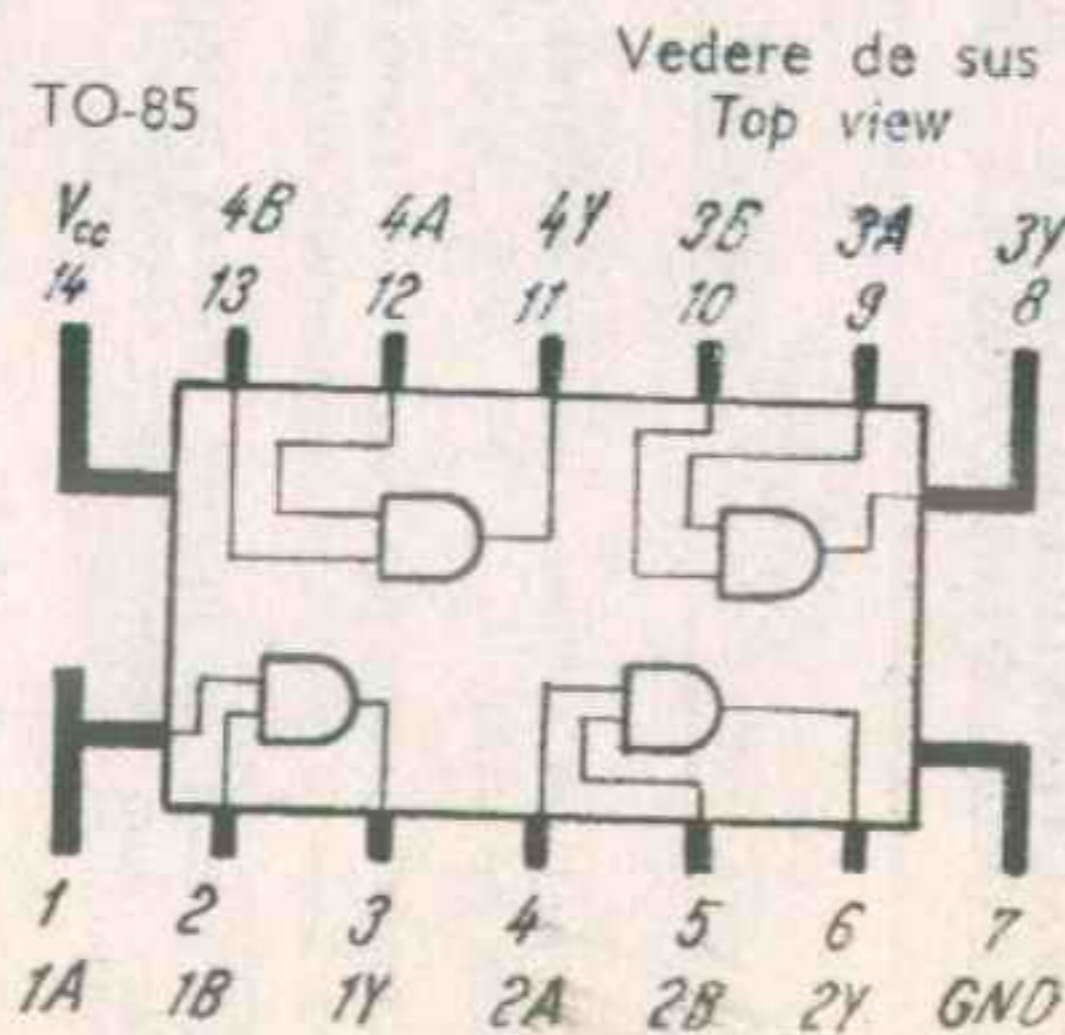 Vedere de sus
TO-85
Top view
Vcc 4B 4A 4Y 3B 3A 3Y
14 13 12 11 10 9 8
1 2 3 4 5 6 7
1A 1B 1Y 2A 2B 2Y GND